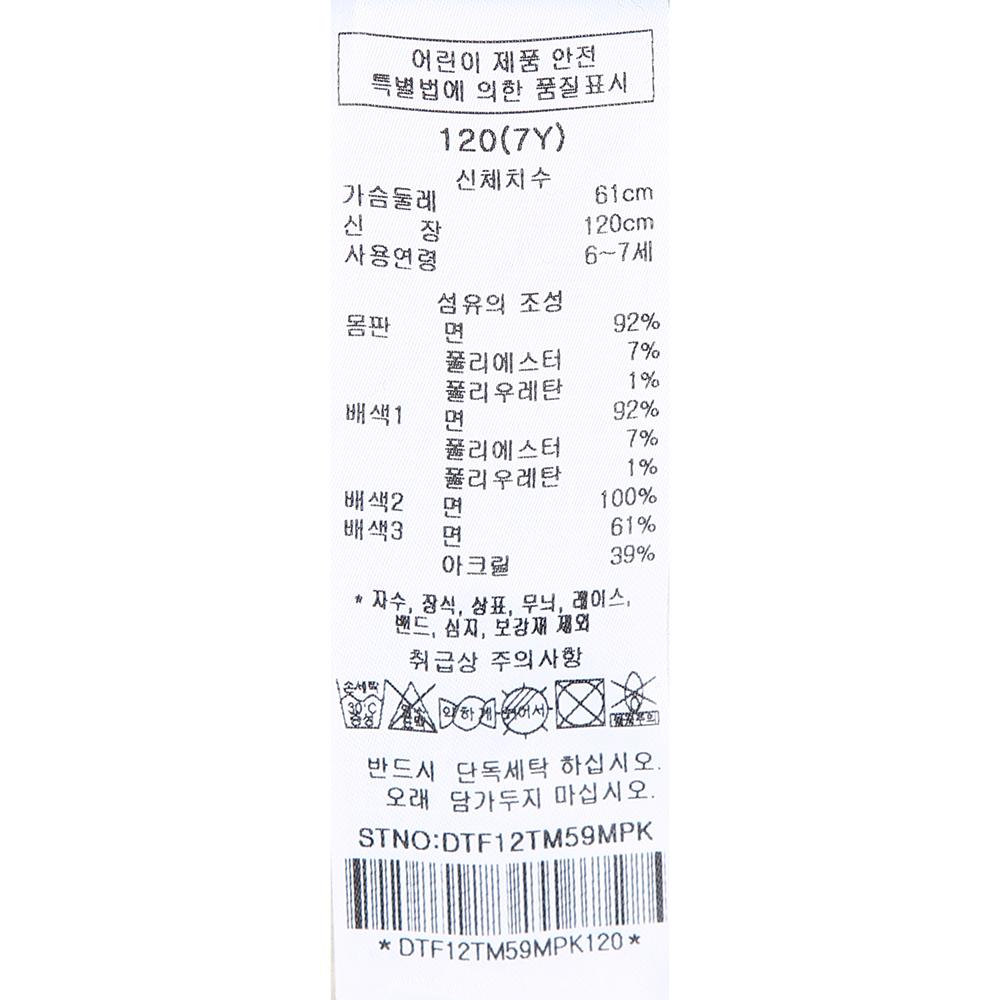 어린이 제품 안전
특별법에 의한 품질표시
120(7Y)
신체치수
가슴둘레 61cm
신 장 120cm
사용연령 6~7세
섬유의 조성
몸판 면 92%
폴리에스터 7%
폴리우레탄 1%
배색1 면 92%
폴리에스터 7%
폴리우레탄 1%
배색2 면 100%
배색3 면 61%
아크릴 39%
* 자수, 장식, 상표, 무늬, 레이스,
밴드, 심지, 보강재 제외
취급상 주의사항
손세탁
30℃
중성
약하게
뉘어서
반드시 단독세탁 하십시오.
오래 담가두지 마십시오.
STNO:DTF12TM59MPK
*DTF12TM59MPK120*